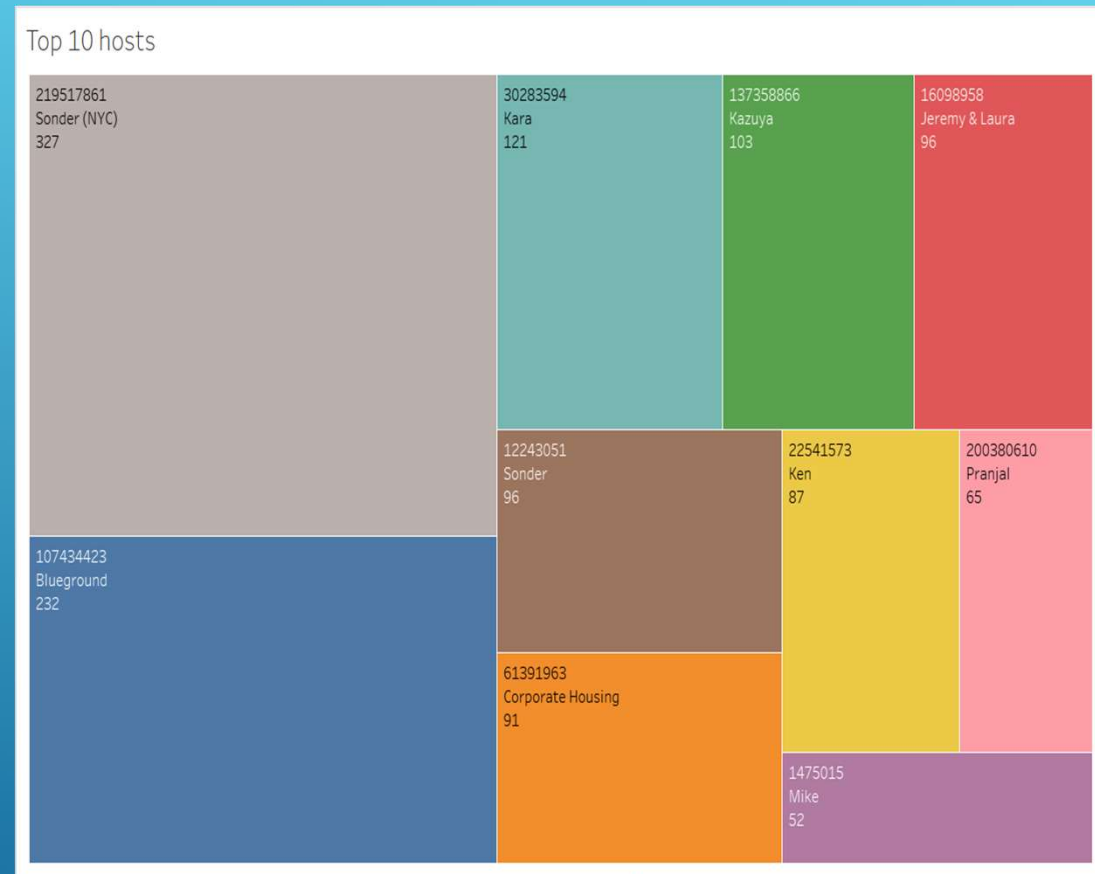 Top 10 hosts
219517861
Sonder (NYC)
327
30283594
Kara
121
137358866
Kazuya
103
16098958
Jeremy & Laura
96
12243051
Sonder
96
22541573
Ken
87
200380610
Pranjal
65
107434423
Blueground
232
61391963
Corporate Housing
91
1475015
Mike
52